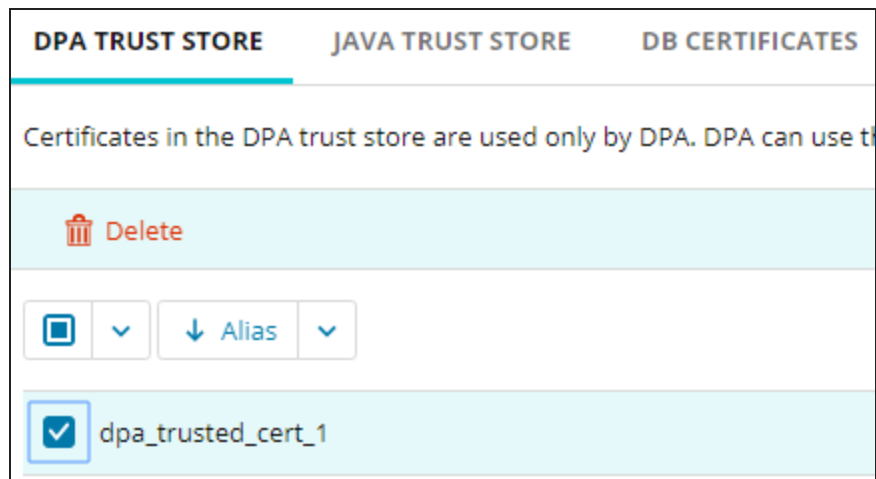 DPA TRUST STORE JAVA TRUST STORE DB CERTIFICATES
Certificates in the DPA trust store are used only by DPA. DPA can use
Delete
Alias
dpa_trusted_cert_1